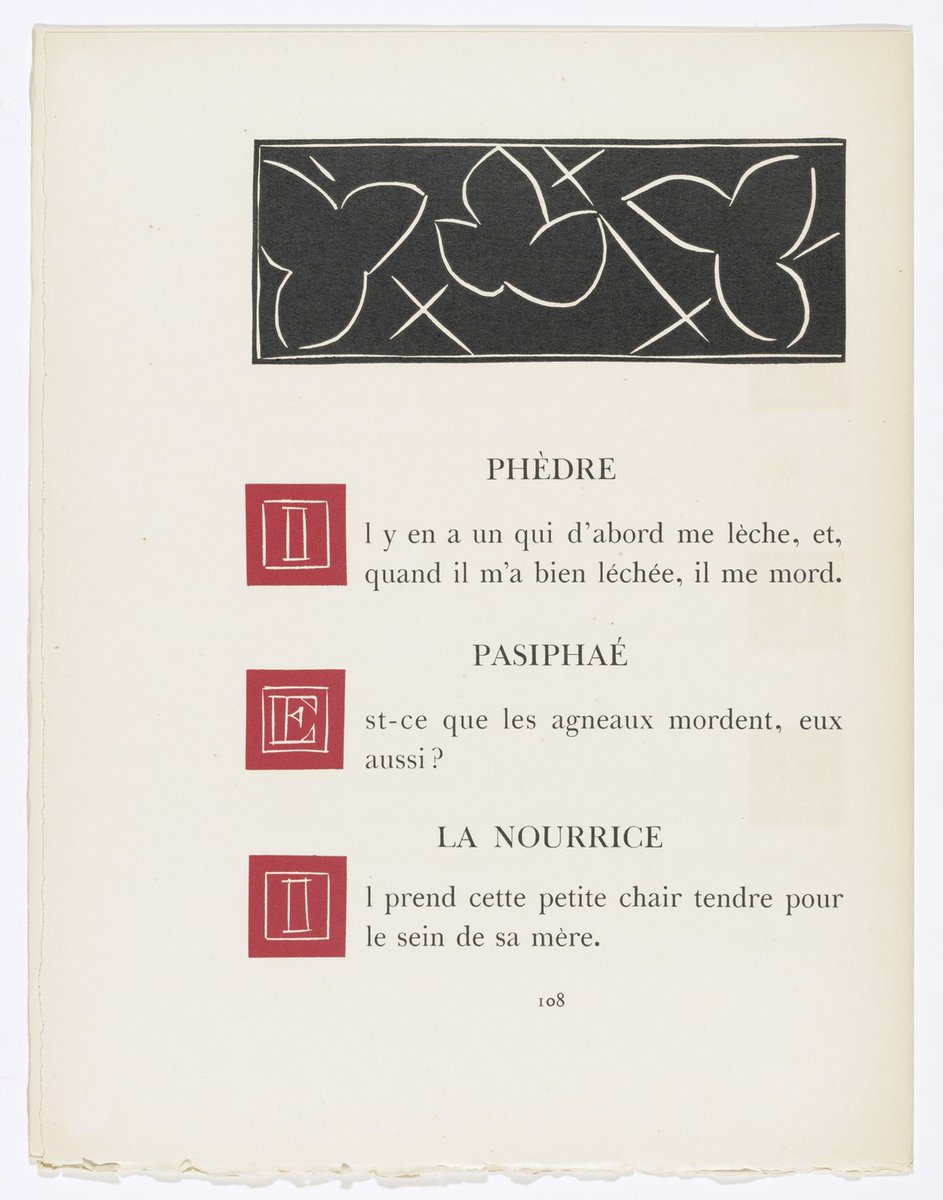 PHÈDRE
Il y en a un qui d'abord me lèche, et,
quand il m'a bien léchée, il me mord.
PASIPHAÉ
Est-ce que les agneaux mordent, eux
aussi ?
LA NOURRICE
Il prend cette petite chair tendre pour
le sein de sa mère.
108